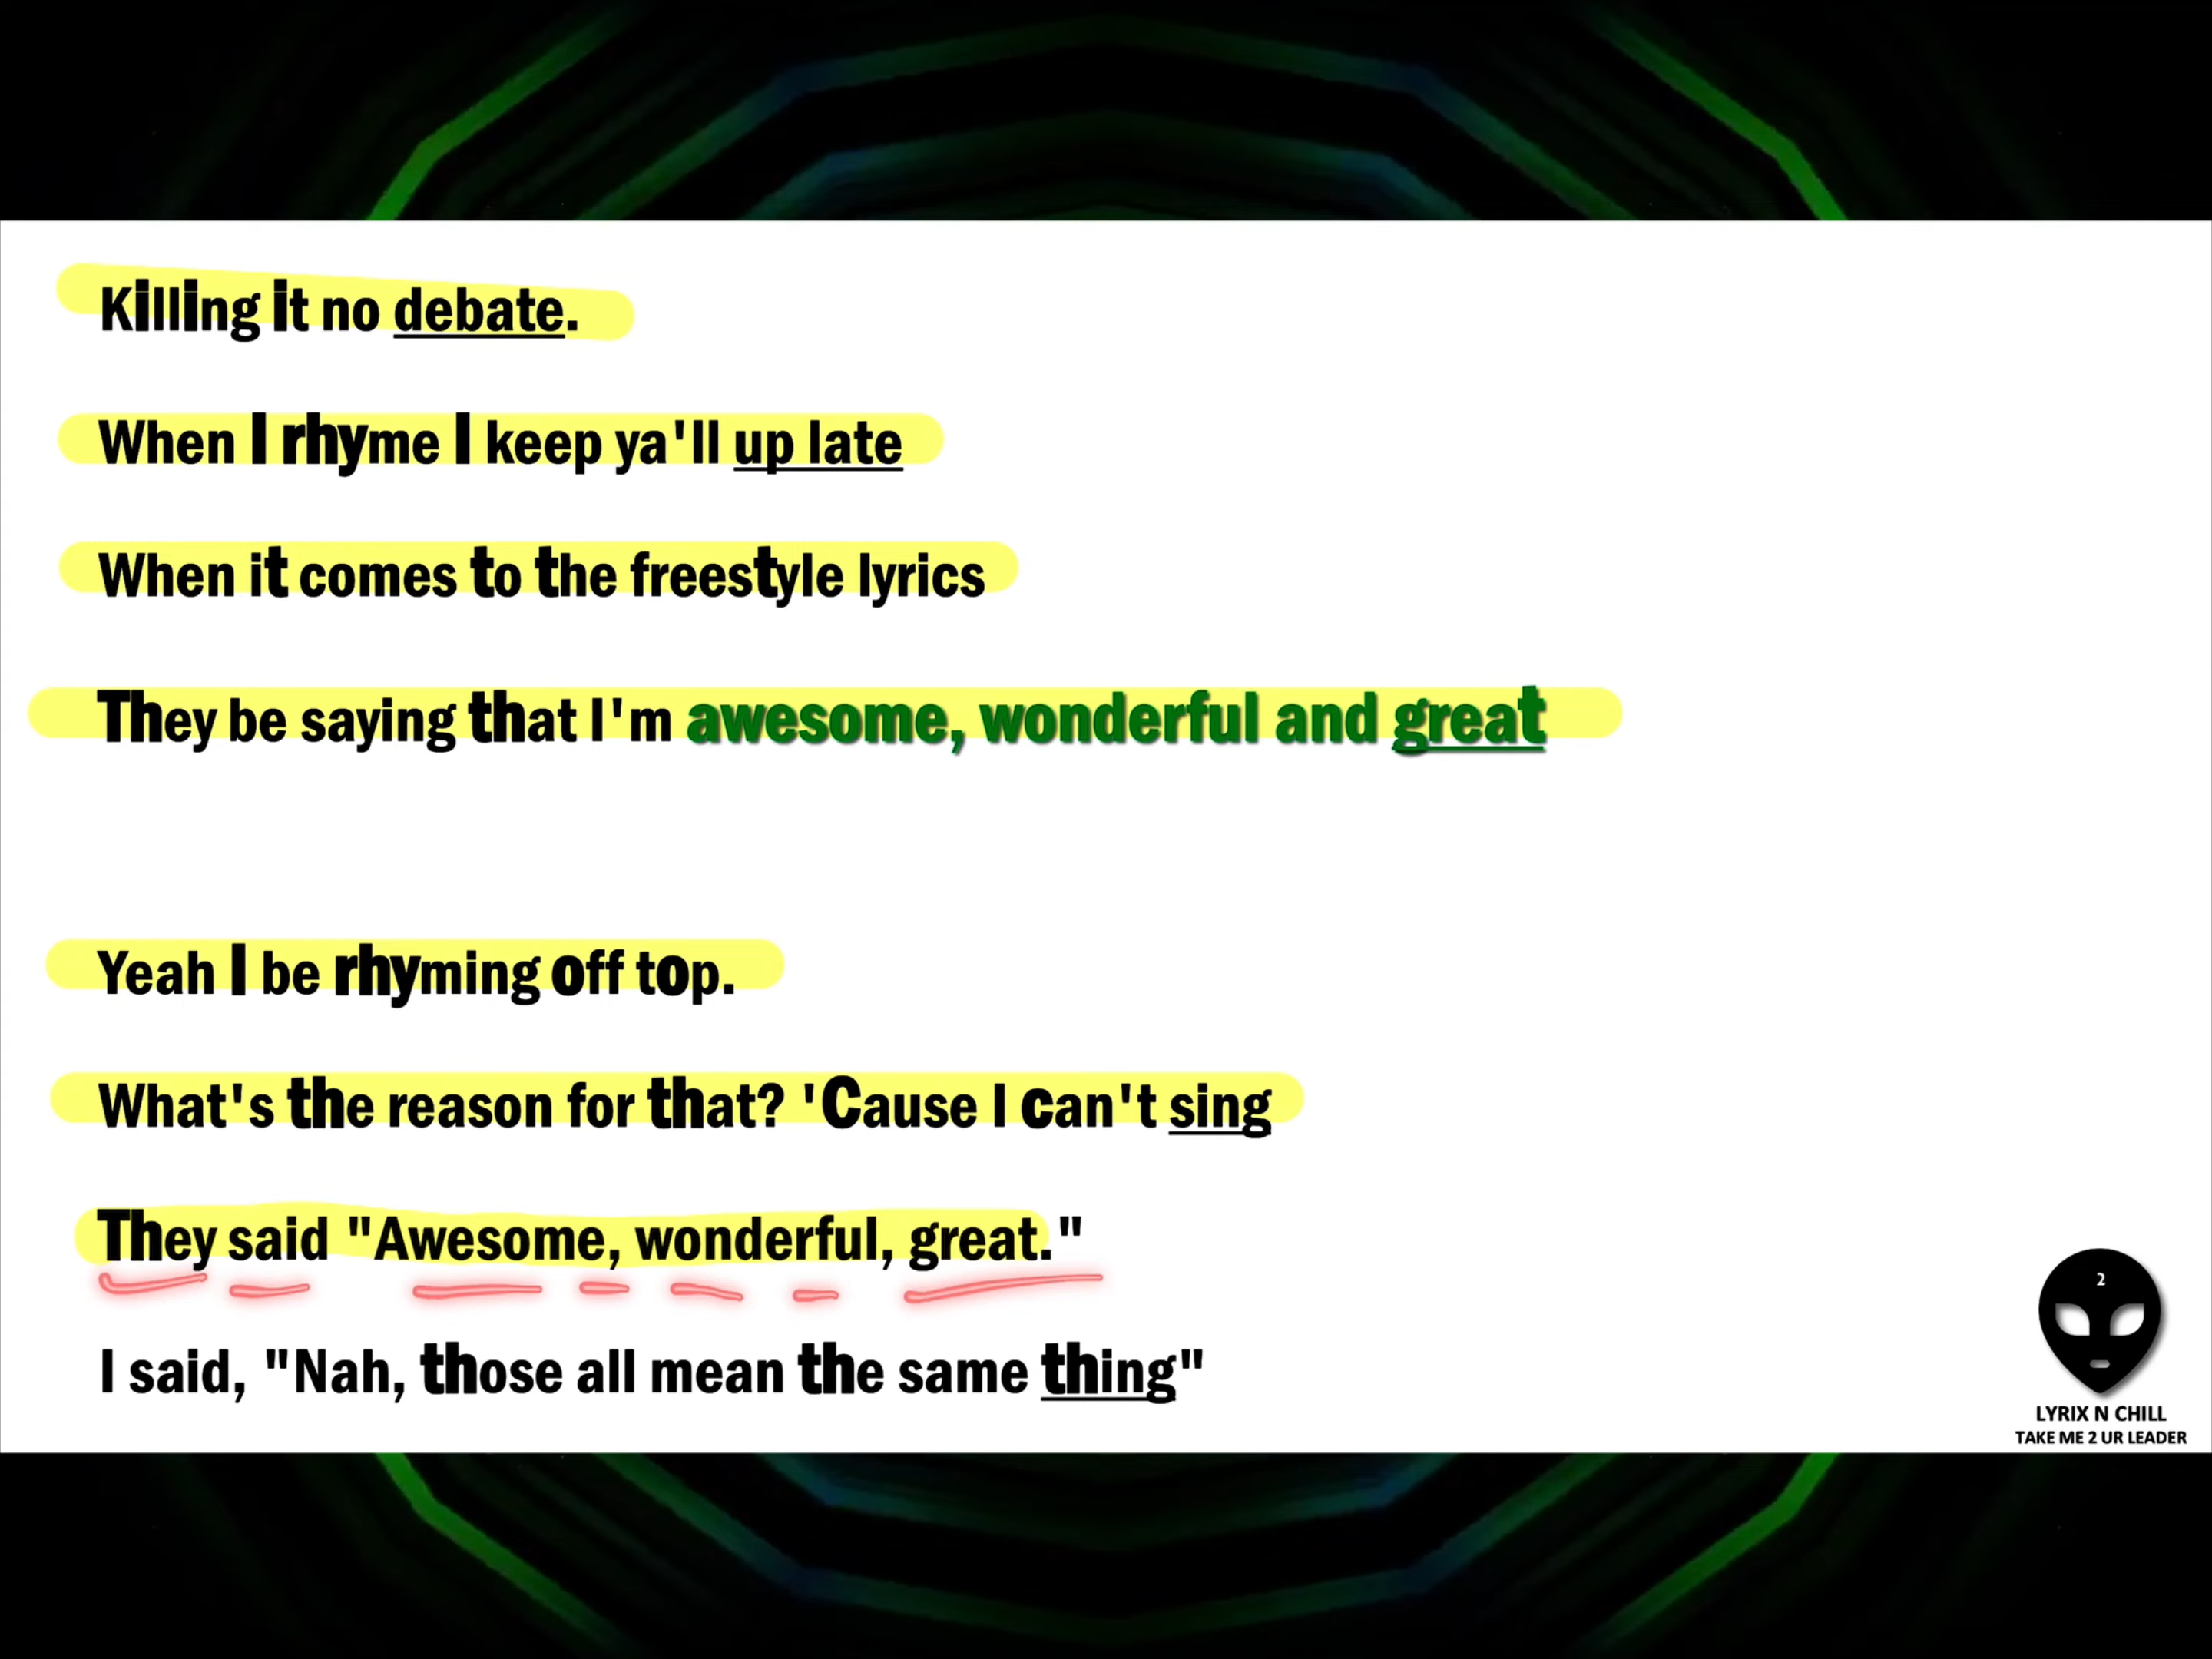 Killing it no debate.
When I rhyme I keep ya'll up late
When it comes to the freestyle lyrics
They be saying that I'm awesome, wonderful and great
Yeah I be rhyming off top.
What's the reason for that? 'Cause I can't sing
They said "Awesome, wonderful, great."
I said, "Nah, those all mean the same thing"
2
LYRIX N CHILL
TAKE ME 2 UR LEADER